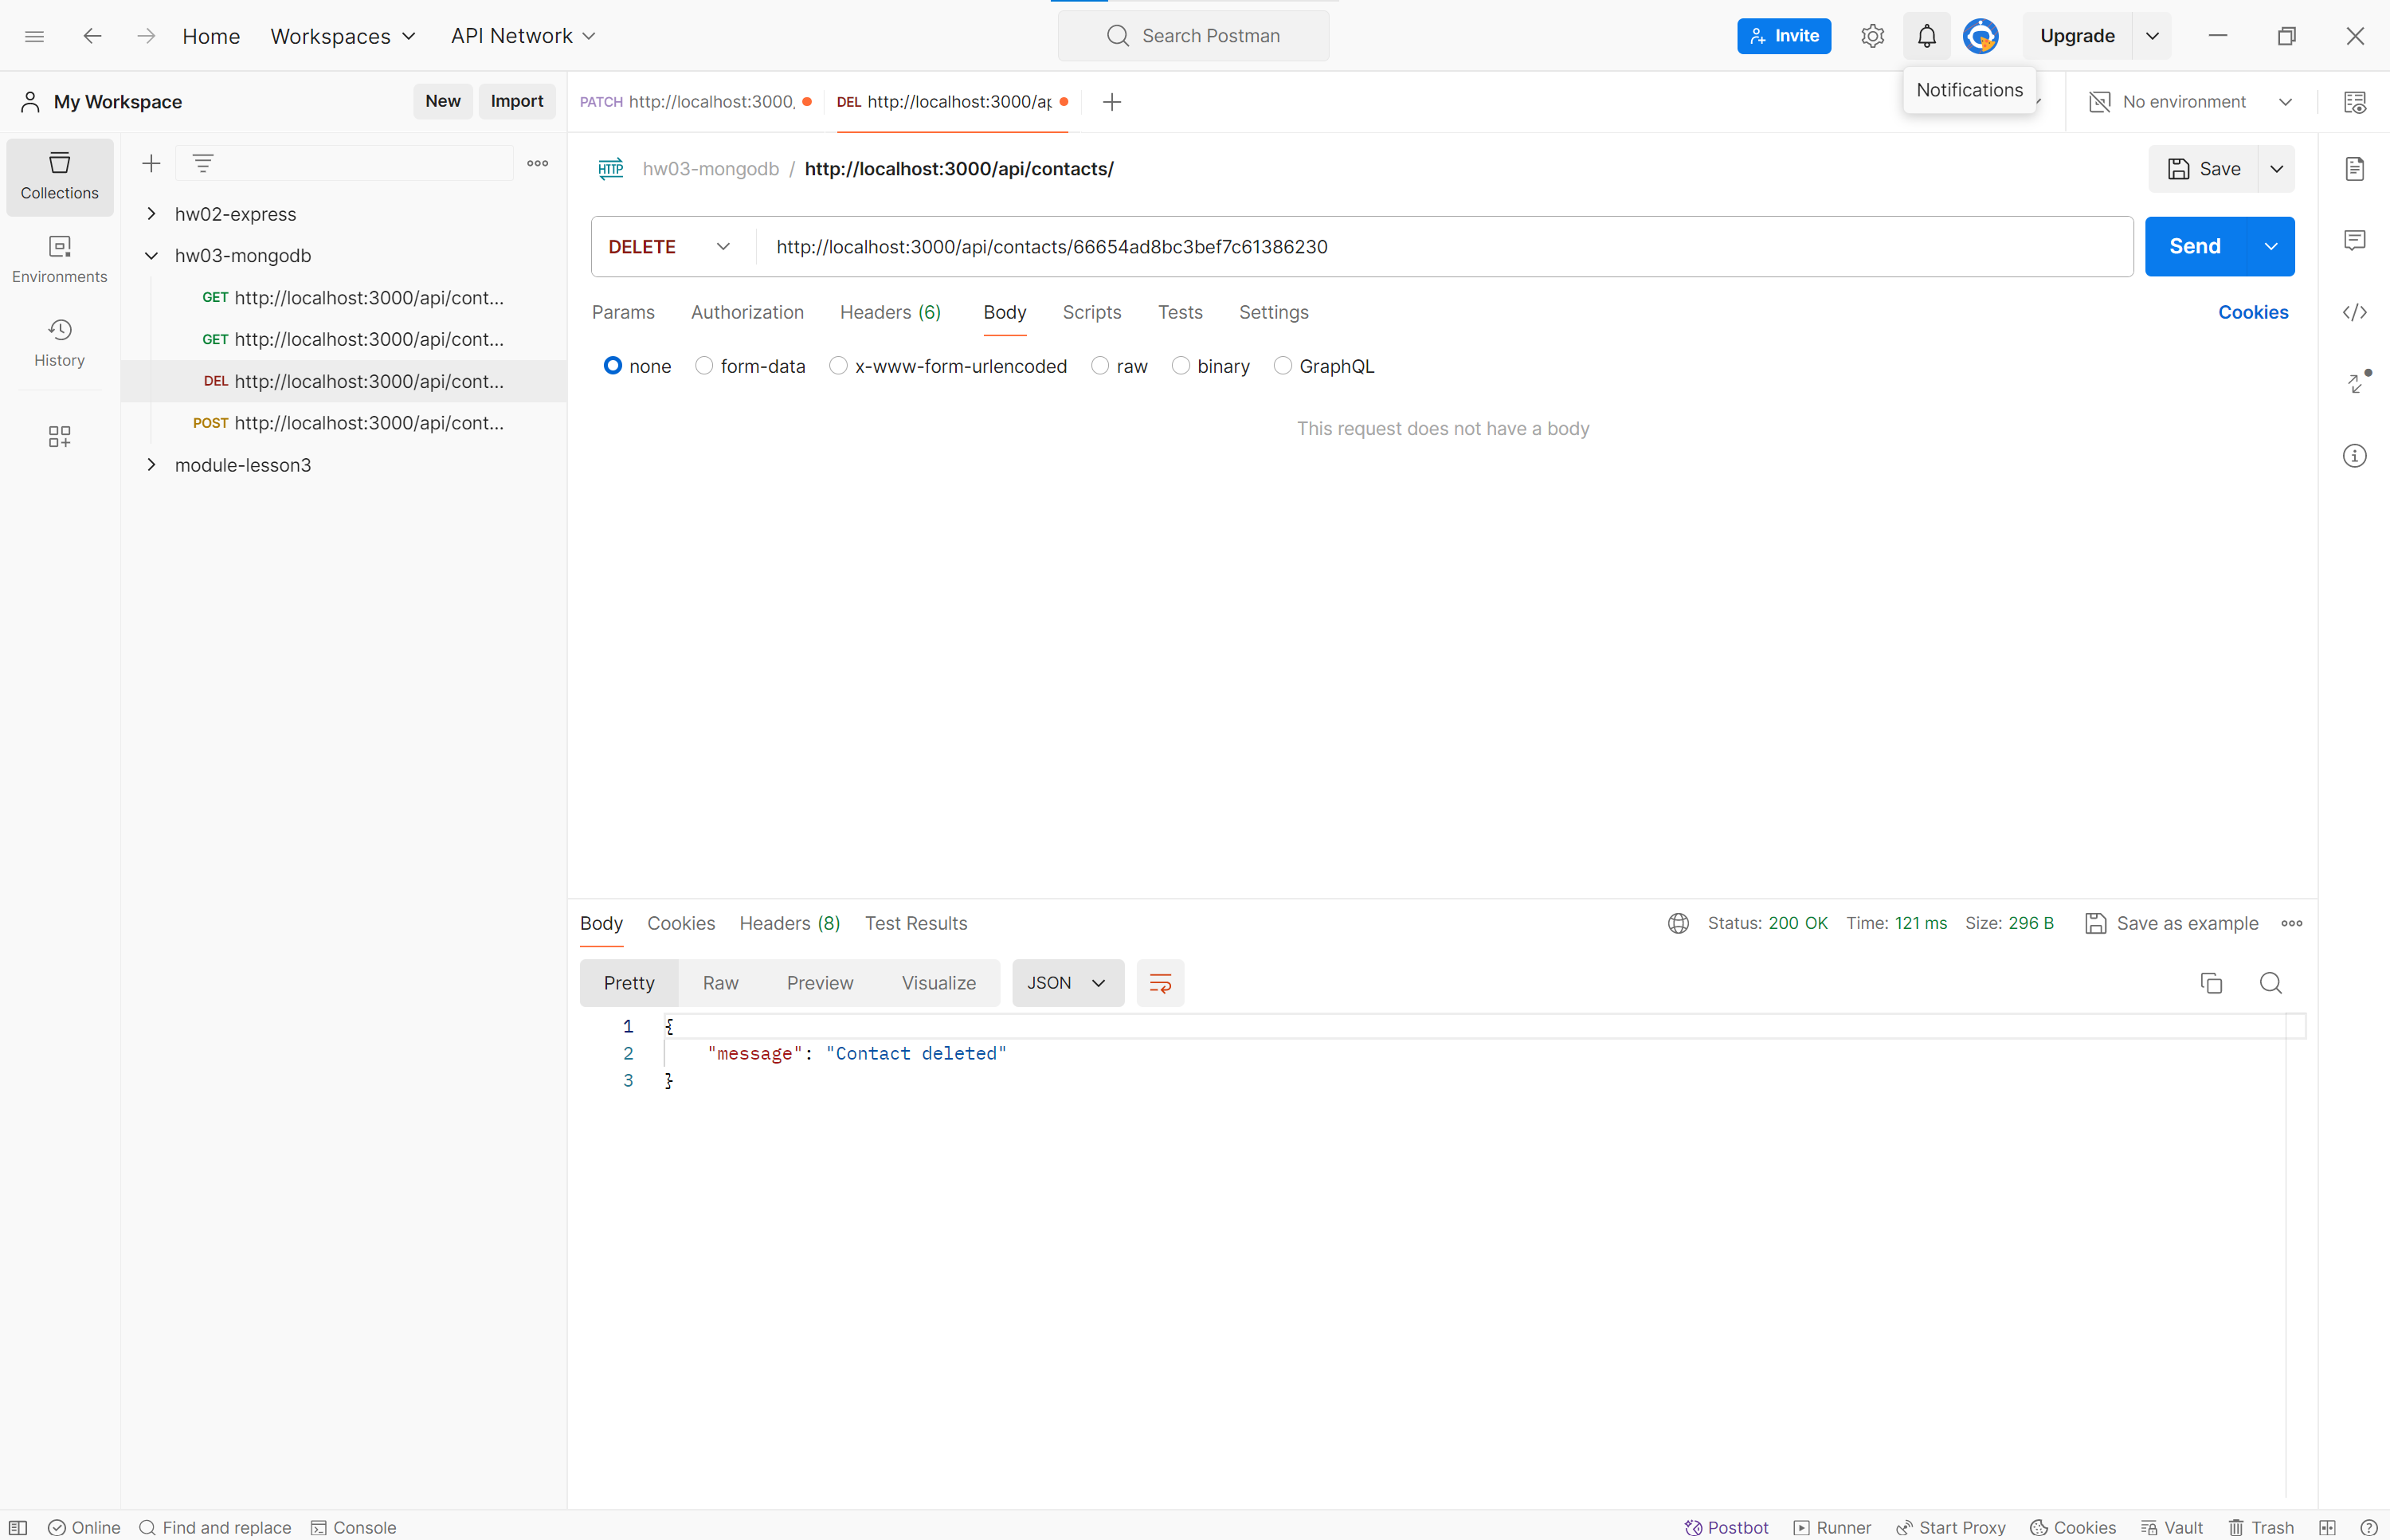 Home Workspaces API Network Search Postman Invite Upgrade
Notifications
My Workspace New Import PATCH http://localhost:3000, DEL http://localhost:3000/ap No environment
Collections
Environments
History
hw02-express
hw03-mongodb
GET http://localhost:3000/api/cont...
GET http://localhost:3000/api/cont...
DEL http://localhost:3000/api/cont...
POST http://localhost:3000/api/cont...
module-lesson3
HTTP hw03-mongodb / http://localhost:3000/api/contacts/ Save
DELETE http://localhost:3000/api/contacts/66654ad8bc3bef7c61386230 Send
Params Authorization Headers (6) Body Scripts Tests Settings Cookies
none form-data x-www-form-urlencoded raw binary GraphQL
This request does not have a body
Body Cookies Headers (8) Test Results Status: 200 OK Time: 121 ms Size: 296 B Save as example
Pretty Raw Preview Visualize JSON
1 {
2 "message": "Contact deleted"
3 }
Online Find and replace Console Postbot Runner Start Proxy Cookies Vault Trash